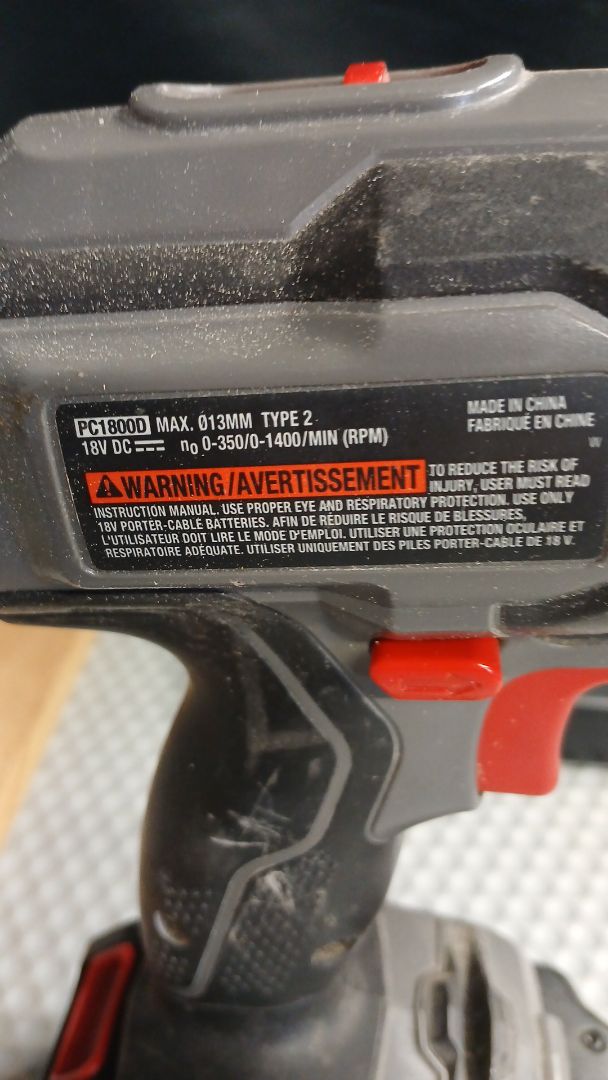 PC1800D MAX. Ø13MM TYPE 2
18V DC n0 0-350/0-1400/MIN (RPM)
MADE IN CHINA
FABRIQUÉ EN CHINE
W
⚠WARNING/AVERTISSEMENT TO REDUCE THE RISK OF
INJURY, USER MUST READ
INSTRUCTION MANUAL. USE PROPER EYE AND RESPIRATORY PROTECTION. USE ONLY
18V PORTER-CABLE BATTERIES. AFIN DE RÉDUIRE LE RISQUE DE BLESSURES,
L'UTILISATEUR DOIT LIRE LE MODE D'EMPLOI. UTILISER UNE PROTECTION OCULAIRE ET
RESPIRATOIRE ADÉQUATE. UTILISER UNIQUEMENT DES PILES PORTER-CABLE DE 18 V.